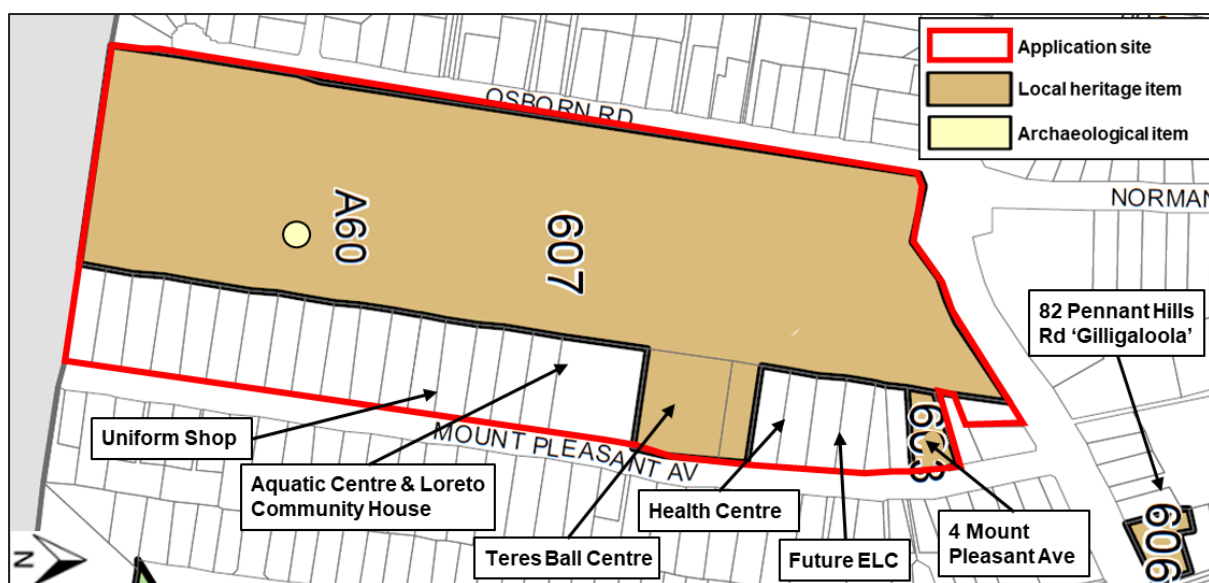 Application site
Local heritage item
Archaeological item
OSBORN RD
NORMAN
A60
607
82 Pennant Hills
Rd ‘Gilligaloola’
Uniform Shop
MOUNT PLEASANT AV
603
Aquatic Centre & Loreto
Community House
Health Centre
Teres Ball Centre
Future ELC
4 Mount
Pleasant Ave
606
N